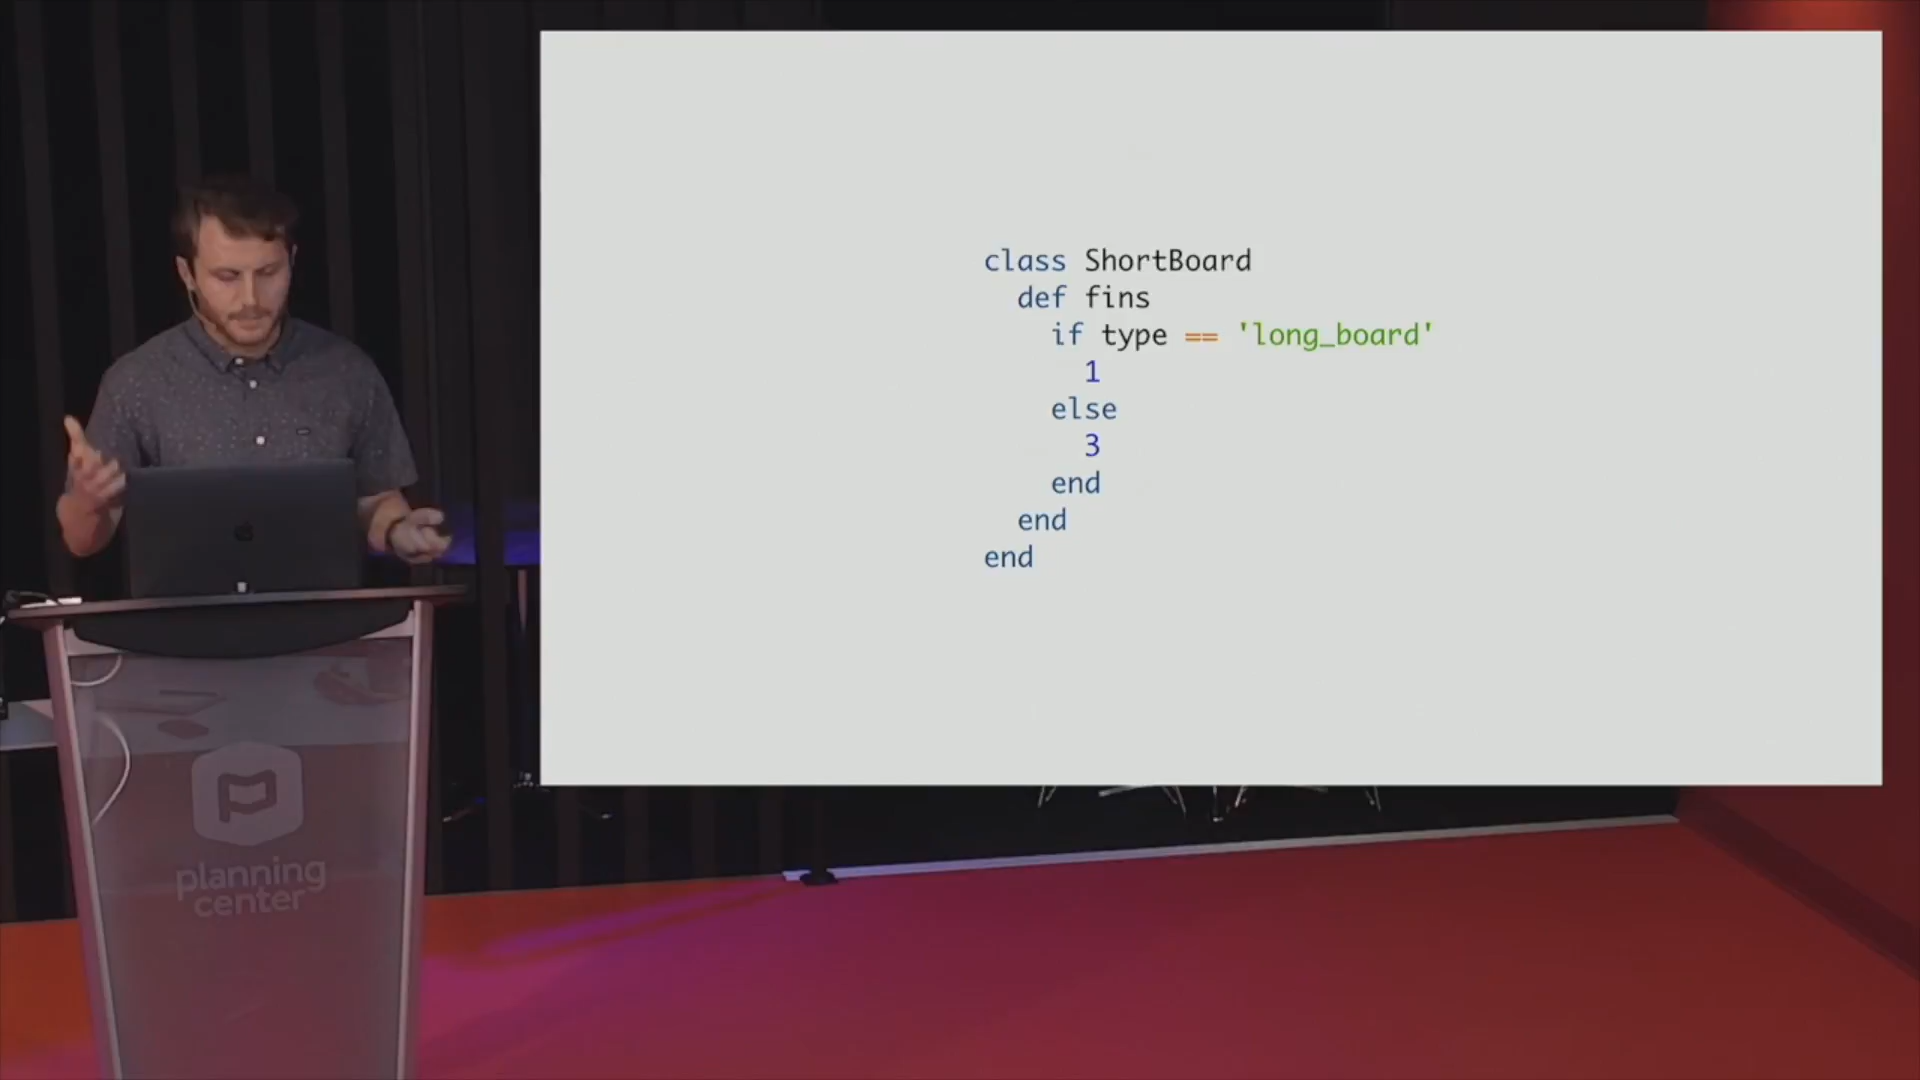 class ShortBoard
  def fins
    if type == 'long_board'
      1
    else
      3
    end
  end
end
planning
center